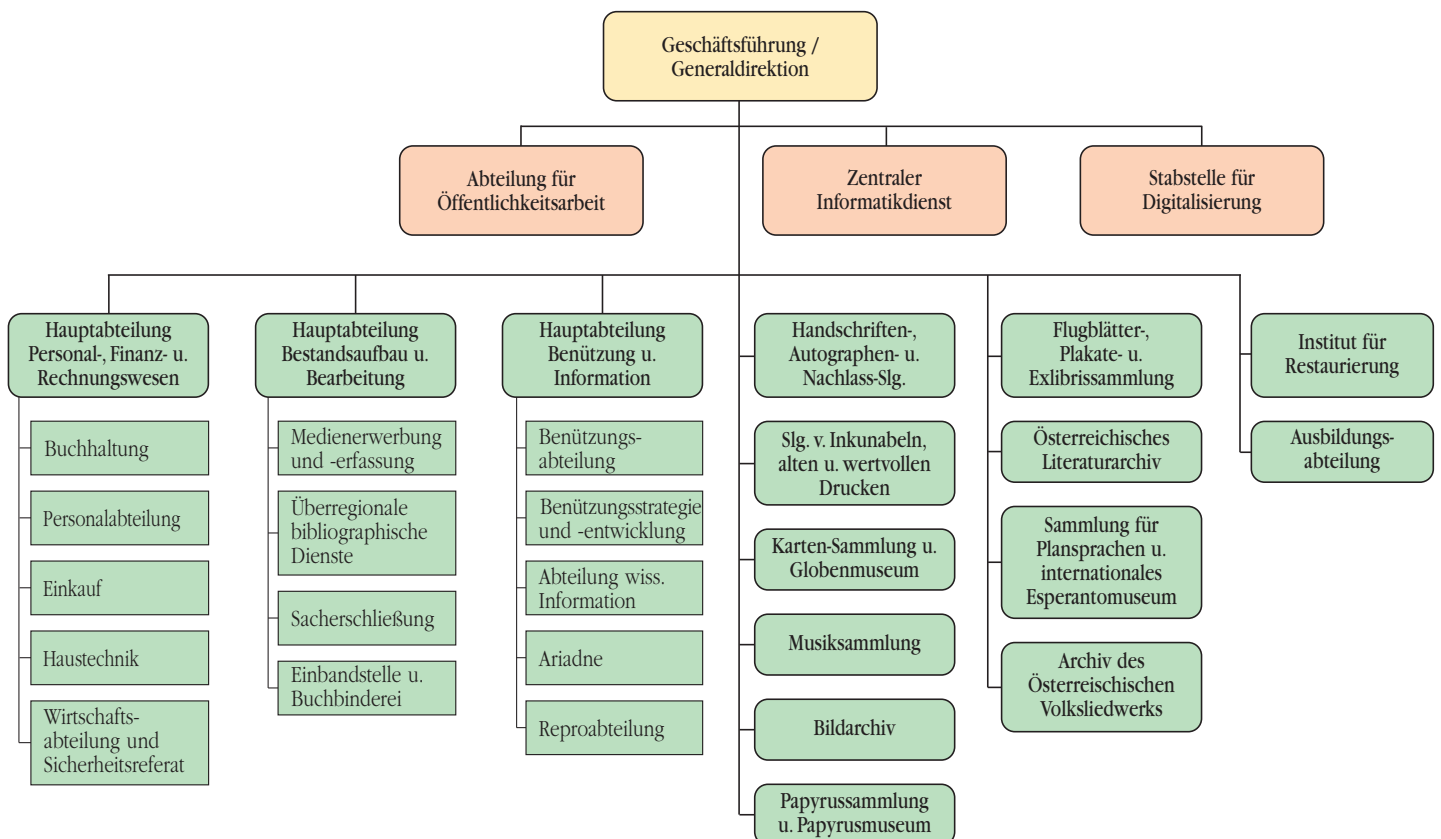 Geschäftsführung /
Generaldirektion
Abteilung für
Öffentlichkeitsarbeit
Zentraler
Informatikdienst
Stabstelle für
Digitalisierung
Hauptabteilung
Personal-, Finanz- u.
Rechnungswesen
Buchhaltung
Personalabteilung
Einkauf
Haustechnik
Wirtschafts-
abteilung und
Sicherheitsreferat
Hauptabteilung
Bestandsaufbau u.
Bearbeitung
Medienerwerbung
und -erfassung
Überregionale
bibliographische
Dienste
Sacherschließung
Einbandstelle u.
Buchbinderei
Hauptabteilung
Benützung u.
Information
Benützungs-
abteilung
Benützungsstrategie
und -entwicklung
Abteilung wiss.
Information
Ariadne
Reproabteilung
Handschriften-,
Autographen- u.
Nachlass-Slg.
Slg. v. Inkunabeln,
alten u. wertvollen
Drucken
Karten-Sammlung u.
Globenmuseum
Musiksammlung
Bildarchiv
Papyrussammlung
u. Papyrusmuseum
Flugblätter-,
Plakate- u.
Exlibrissammlung
Österreichisches
Literaturarchiv
Sammlung für
Plansprachen u.
internationales
Esperantomuseum
Archiv des
Österreischischen
Volksliedwerks
Institut für
Restaurierung
Ausbildungs-
abteilung